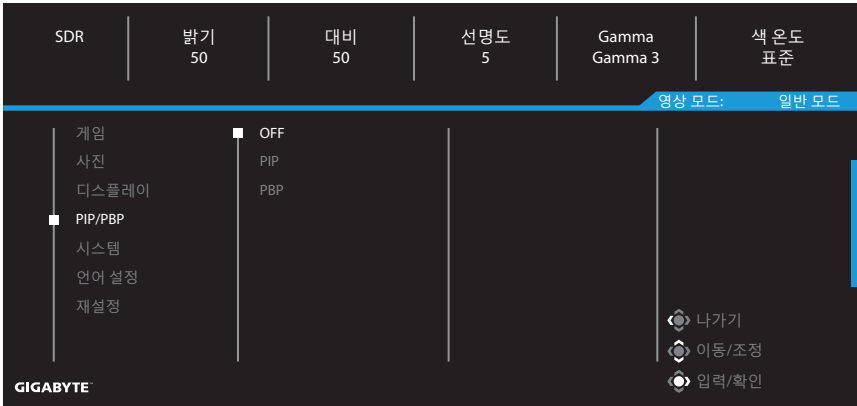 SDR 밝기 대비 선명도 Gamma 색 온도
50 50 5 Gamma 3 표준
영상 모드: 일반 모드
게임 OFF
사진 PIP
디스플레이 PBP
PIP/PBP
시스템
언어 설정
재설정
나가기
이동/조정
입력/확인
GIGABYTE™